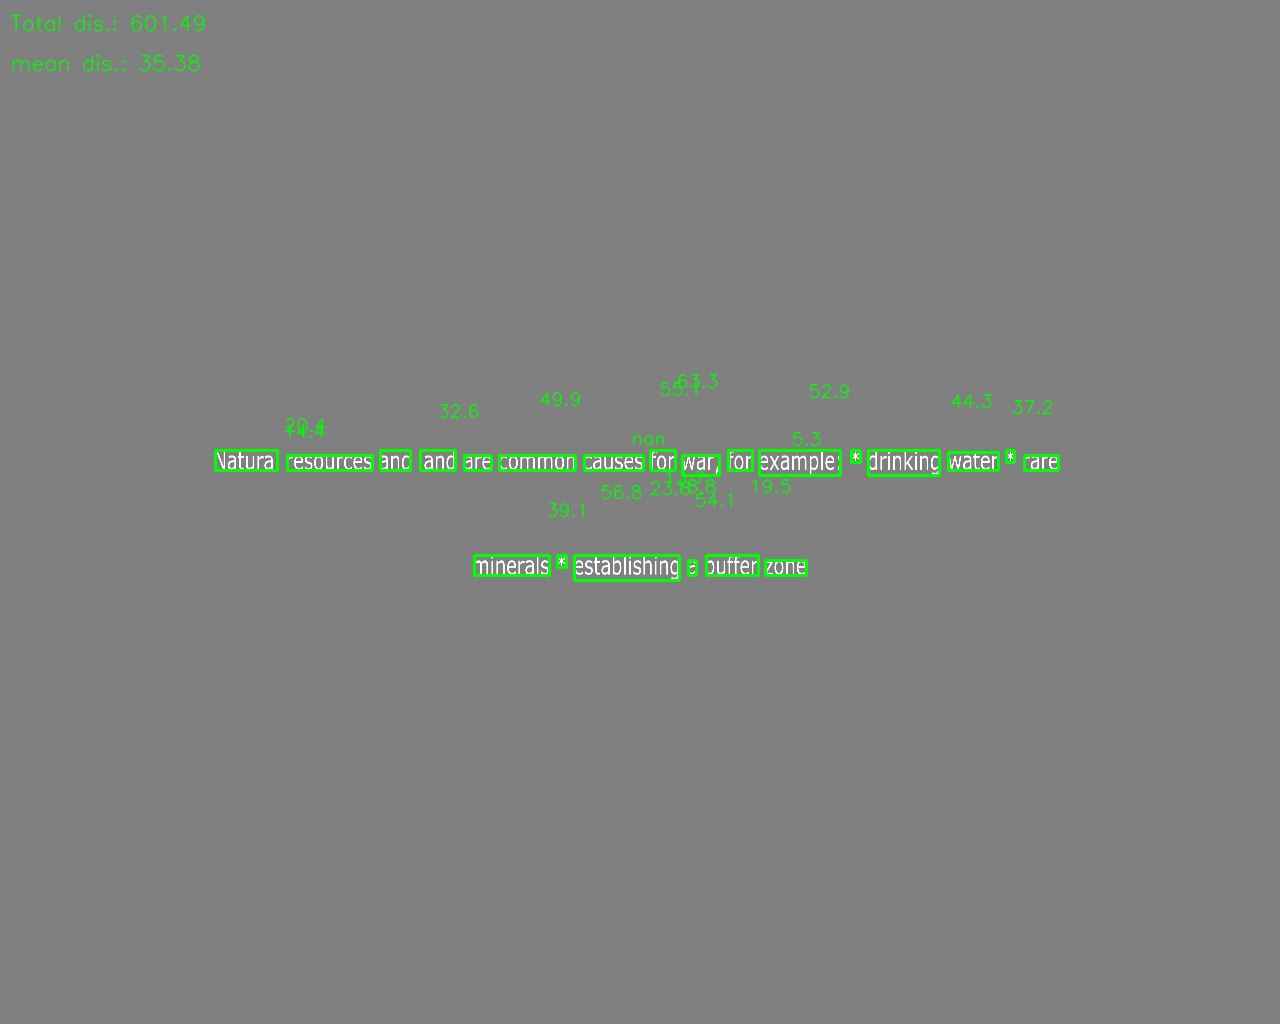 Total dis.: 601.49
mean dis.: 35.38
63.3
52.9 55.1
49.9 44.3
32.6 37.2
20.4
14.4 nan 5.3
Natural resources and land are common causes for war, for example: * drinking water * rare
23.8 19.5
56.8 54.1
39.1
minerals * establishing a buffer zone